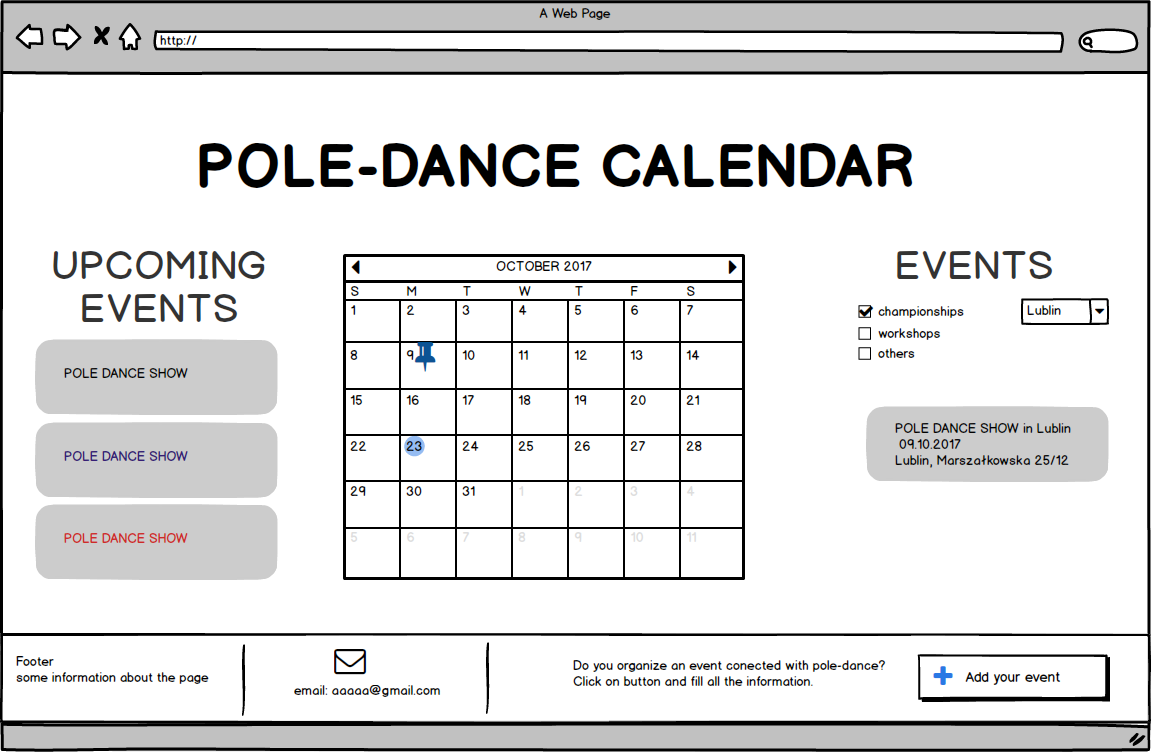 A Web Page
http://
POLE-DANCE CALENDAR
UPCOMING
EVENTS
POLE DANCE SHOW
POLE DANCE SHOW
POLE DANCE SHOW
OCTOBER 2017
S M T W T F S
1 2 3 4 5 6 7
8 9 10 11 12 13 14
15 16 17 18 19 20 21
22 23 24 25 26 27 28
29 30 31 1 2 3 4
5 6 7 8 9 10 11
EVENTS
championships
workshops
others
Lublin
POLE DANCE SHOW in Lublin
09.10.2017
Lublin, Marszałkowska 25/12
Footer
some information about the page
email: aaaaa@gmail.com
Do you organize an event conected with pole-dance?
Click on button and fill all the information.
Add your event